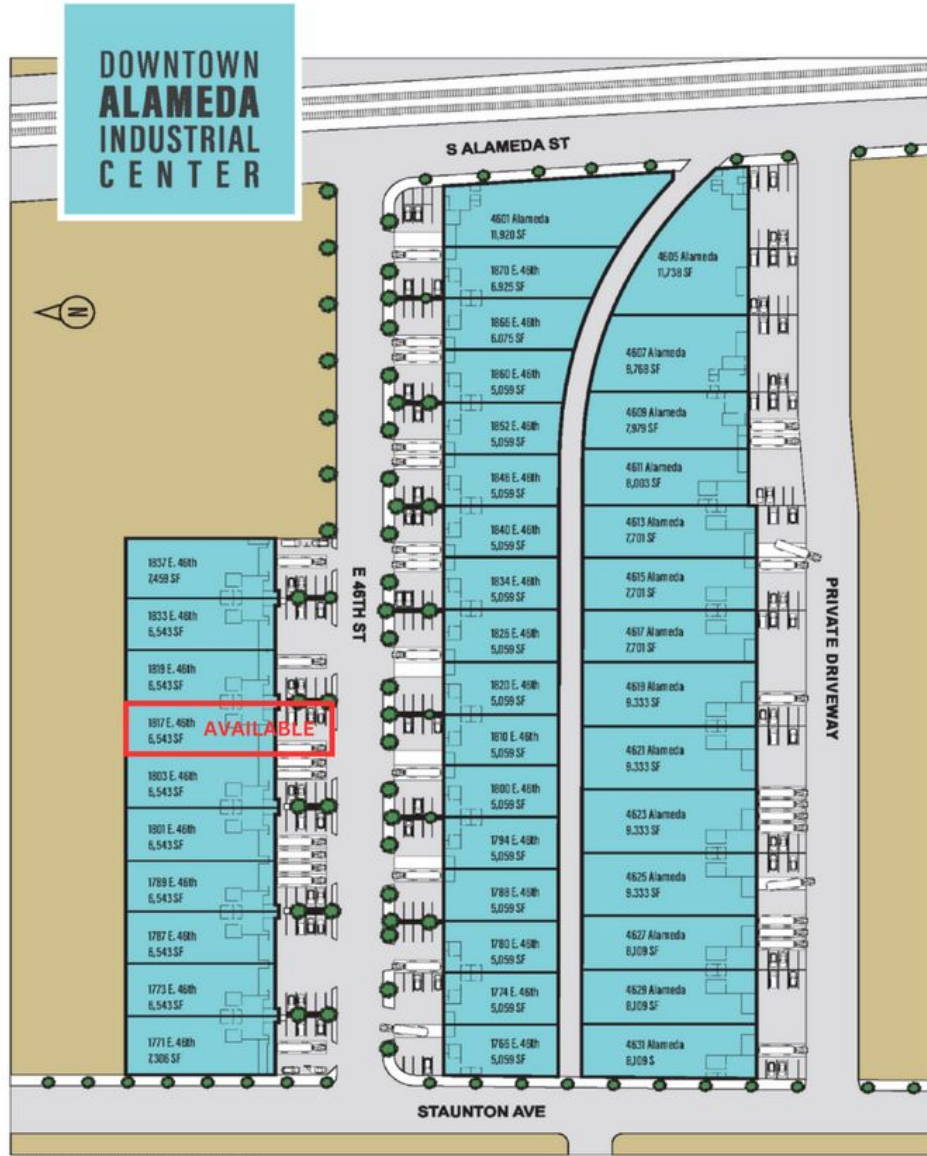 DOWNTOWN
ALAMEDA
INDUSTRIAL
CENTER
S ALAMEDA ST
N
4601 Alameda
11,920 SF
1870 E. 46th
6,925 SF
1866 E. 46th
6,075 SF
1860 E. 46th
5,059 SF
1852 E. 46th
5,059 SF
1846 E. 46th
5,059 SF
1840 E. 46th
5,059 SF
1834 E. 46th
5,059 SF
1826 E. 46th
5,059 SF
1820 E. 46th
5,059 SF
1810 E. 46th
5,059 SF
1800 E. 46th
5,059 SF
1794 E. 46th
5,059 SF
1788 E. 46th
5,059 SF
1780 E. 46th
5,059 SF
1774 E. 46th
5,059 SF
1766 E. 46th
5,059 SF
4605 Alameda
11,738 SF
4607 Alameda
9,768 SF
4609 Alameda
7,979 SF
4611 Alameda
8,003 SF
4613 Alameda
7,701 SF
4615 Alameda
7,701 SF
4617 Alameda
7,701 SF
4619 Alameda
9,333 SF
4621 Alameda
9,333 SF
4623 Alameda
9,333 SF
4625 Alameda
9,333 SF
4627 Alameda
8,109 SF
4629 Alameda
8,109 SF
4631 Alameda
8,109 S
1837 E. 46th
7,459 SF
1833 E. 46th
6,543 SF
1819 E. 46th
6,543 SF
1817 E. 46th
6,543 SF
AVAILABLE
1803 E. 46th
6,543 SF
1801 E. 46th
6,543 SF
1789 E. 46th
6,543 SF
1787 E. 46th
6,543 SF
1773 E. 46th
6,543 SF
1771 E. 46th
7,306 SF
E 46TH ST
PRIVATE DRIVEWAY
STAUNTON AVE